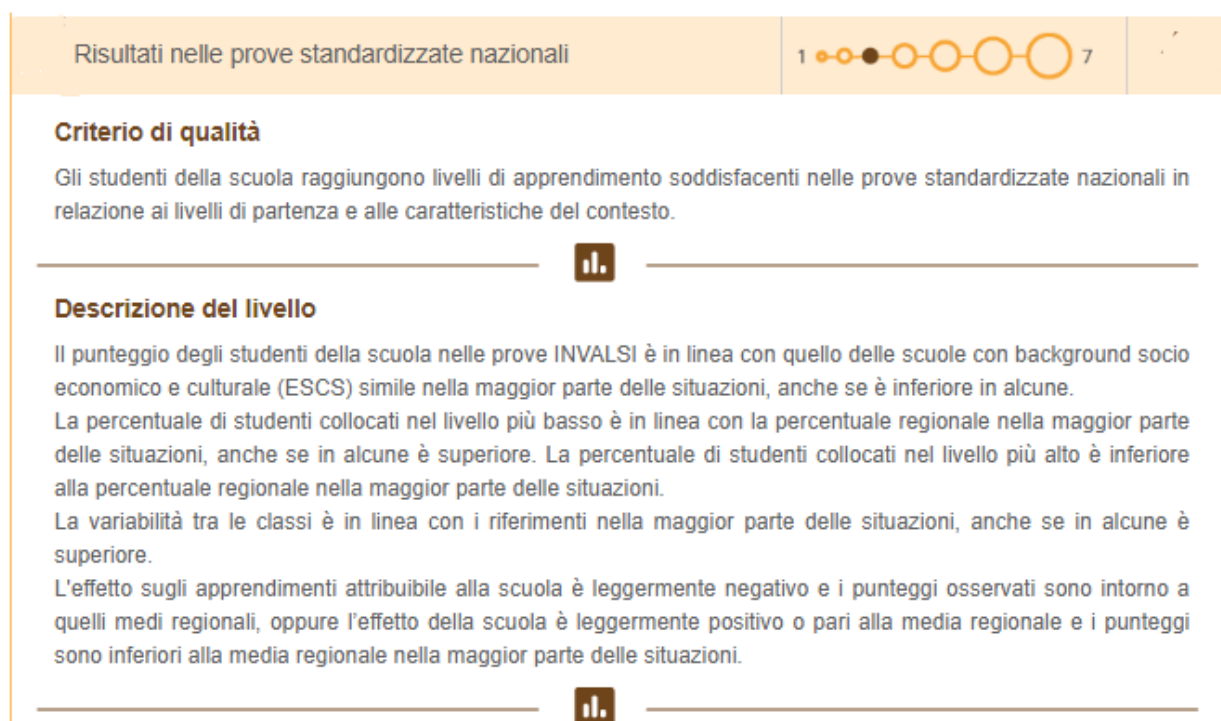 Risultati nelle prove standardizzate nazionali
1 7
Criterio di qualità
Gli studenti della scuola raggiungono livelli di apprendimento soddisfacenti nelle prove standardizzate nazionali in
relazione ai livelli di partenza e alle caratteristiche del contesto.
Descrizione del livello
Il punteggio degli studenti della scuola nelle prove INVALSI è in linea con quello delle scuole con background socio
economico e culturale (ESCS) simile nella maggior parte delle situazioni, anche se è inferiore in alcune.
La percentuale di studenti collocati nel livello più basso è in linea con la percentuale regionale nella maggior parte
delle situazioni, anche se in alcune è superiore. La percentuale di studenti collocati nel livello più alto è inferiore
alla percentuale regionale nella maggior parte delle situazioni.
La variabilità tra le classi è in linea con i riferimenti nella maggior parte delle situazioni, anche se in alcune è
superiore.
L'effetto sugli apprendimenti attribuibile alla scuola è leggermente negativo e i punteggi osservati sono intorno a
quelli medi regionali, oppure l’effetto della scuola è leggermente positivo o pari alla media regionale e i punteggi
sono inferiori alla media regionale nella maggior parte delle situazioni.